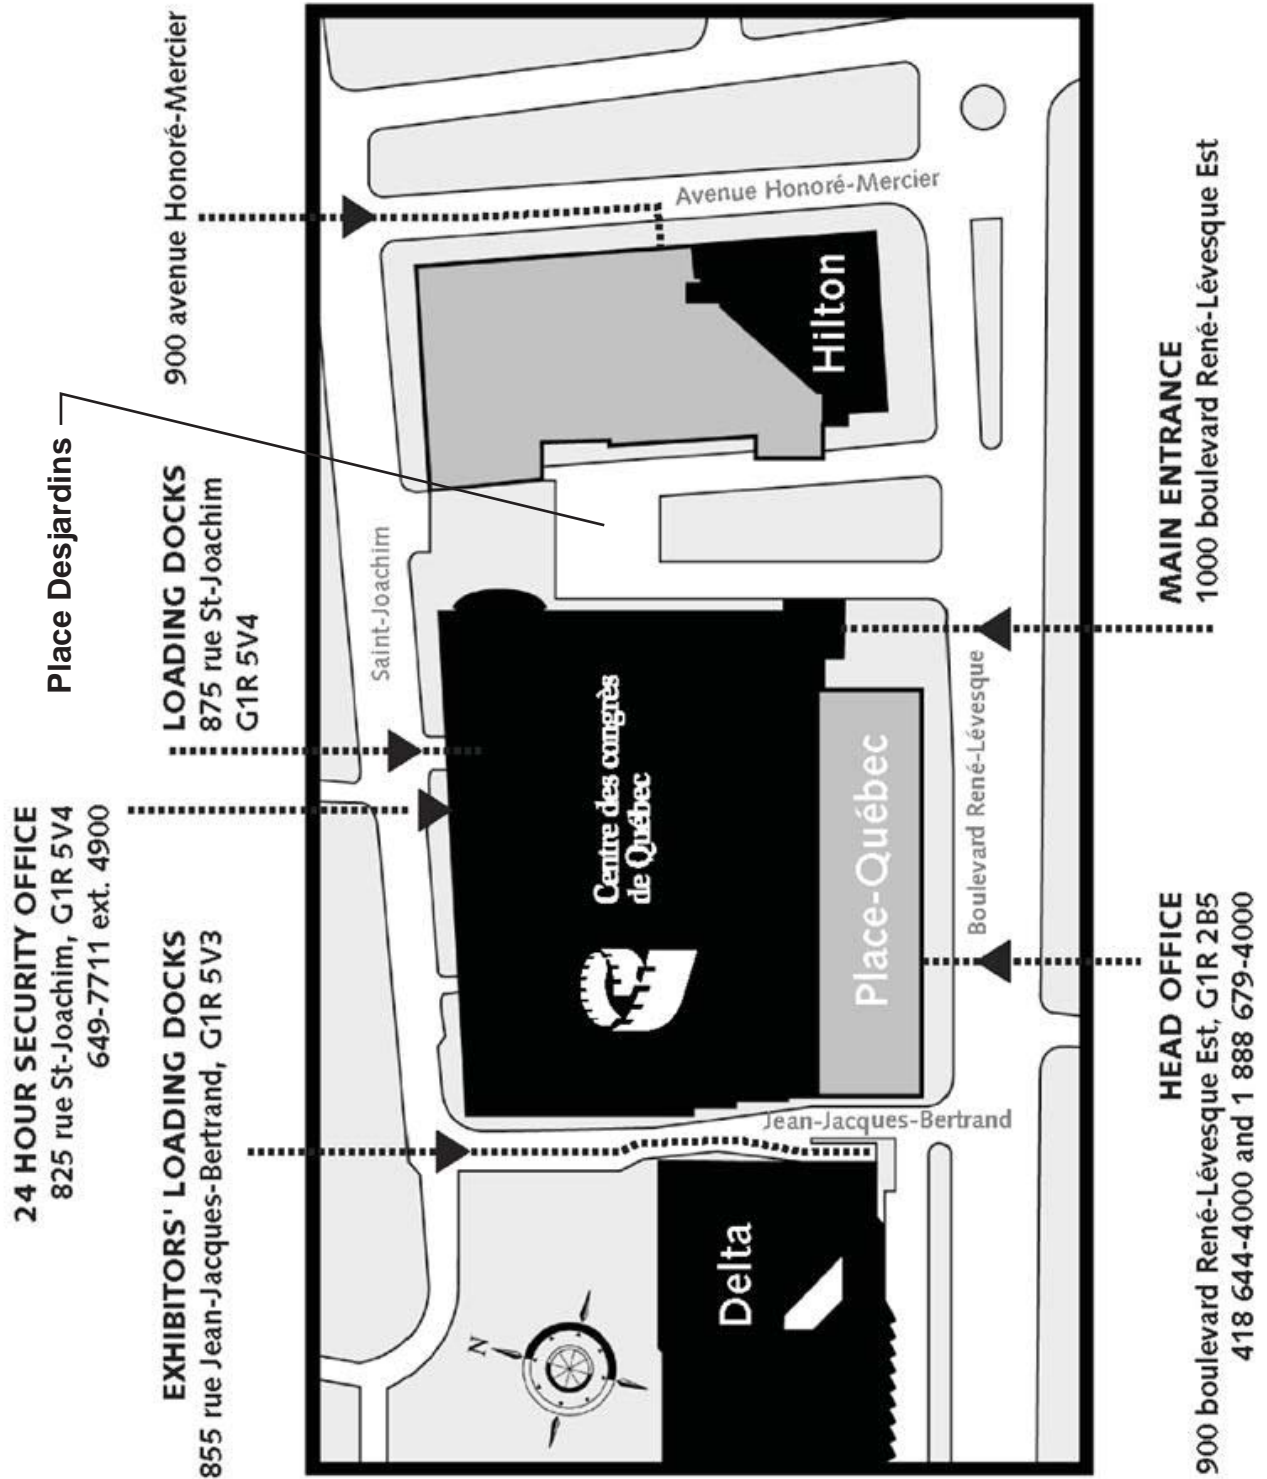 24 HOUR SECURITY OFFICE
825 rue St-Joachim, G1R 5V4
649-7711 ext. 4900
EXHIBITORS' LOADING DOCKS
855 rue Jean-Jacques-Bertrand, G1R 5V3
LOADING DOCKS
875 rue St-Joachim
G1R 5V4
Place Desjardins
900 avenue Honoré-Mercier
Saint-Joachim
N
Delta
Centre des congrès
de Québec
Place-Québec
Hilton
Avenue Honoré-Mercier
Jean-Jacques-Bertrand
Boulevard René-Lévesque
HEAD OFFICE
900 boulevard René-Lévesque Est, G1R 2B5
418 644-4000 and 1 888 679-4000
MAIN ENTRANCE
1000 boulevard René-Lévesque Est